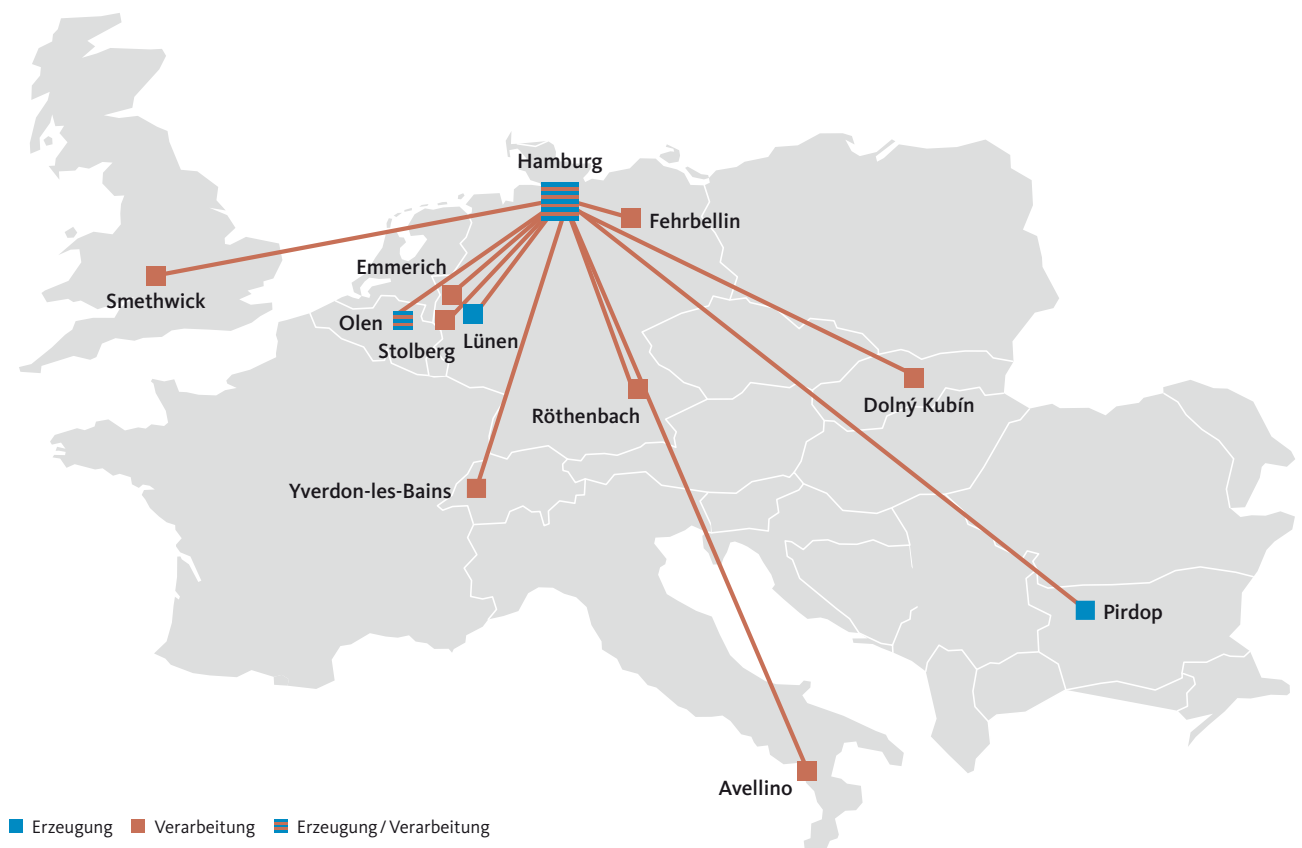 Hamburg
Fehrbellin
Emmerich
Smethwick
Olen
Lünen
Stolberg
Dolný Kubín
Röthenbach
Yverdon-les-Bains
Pirdop
Avellino
Erzeugung
Verarbeitung
Erzeugung / Verarbeitung